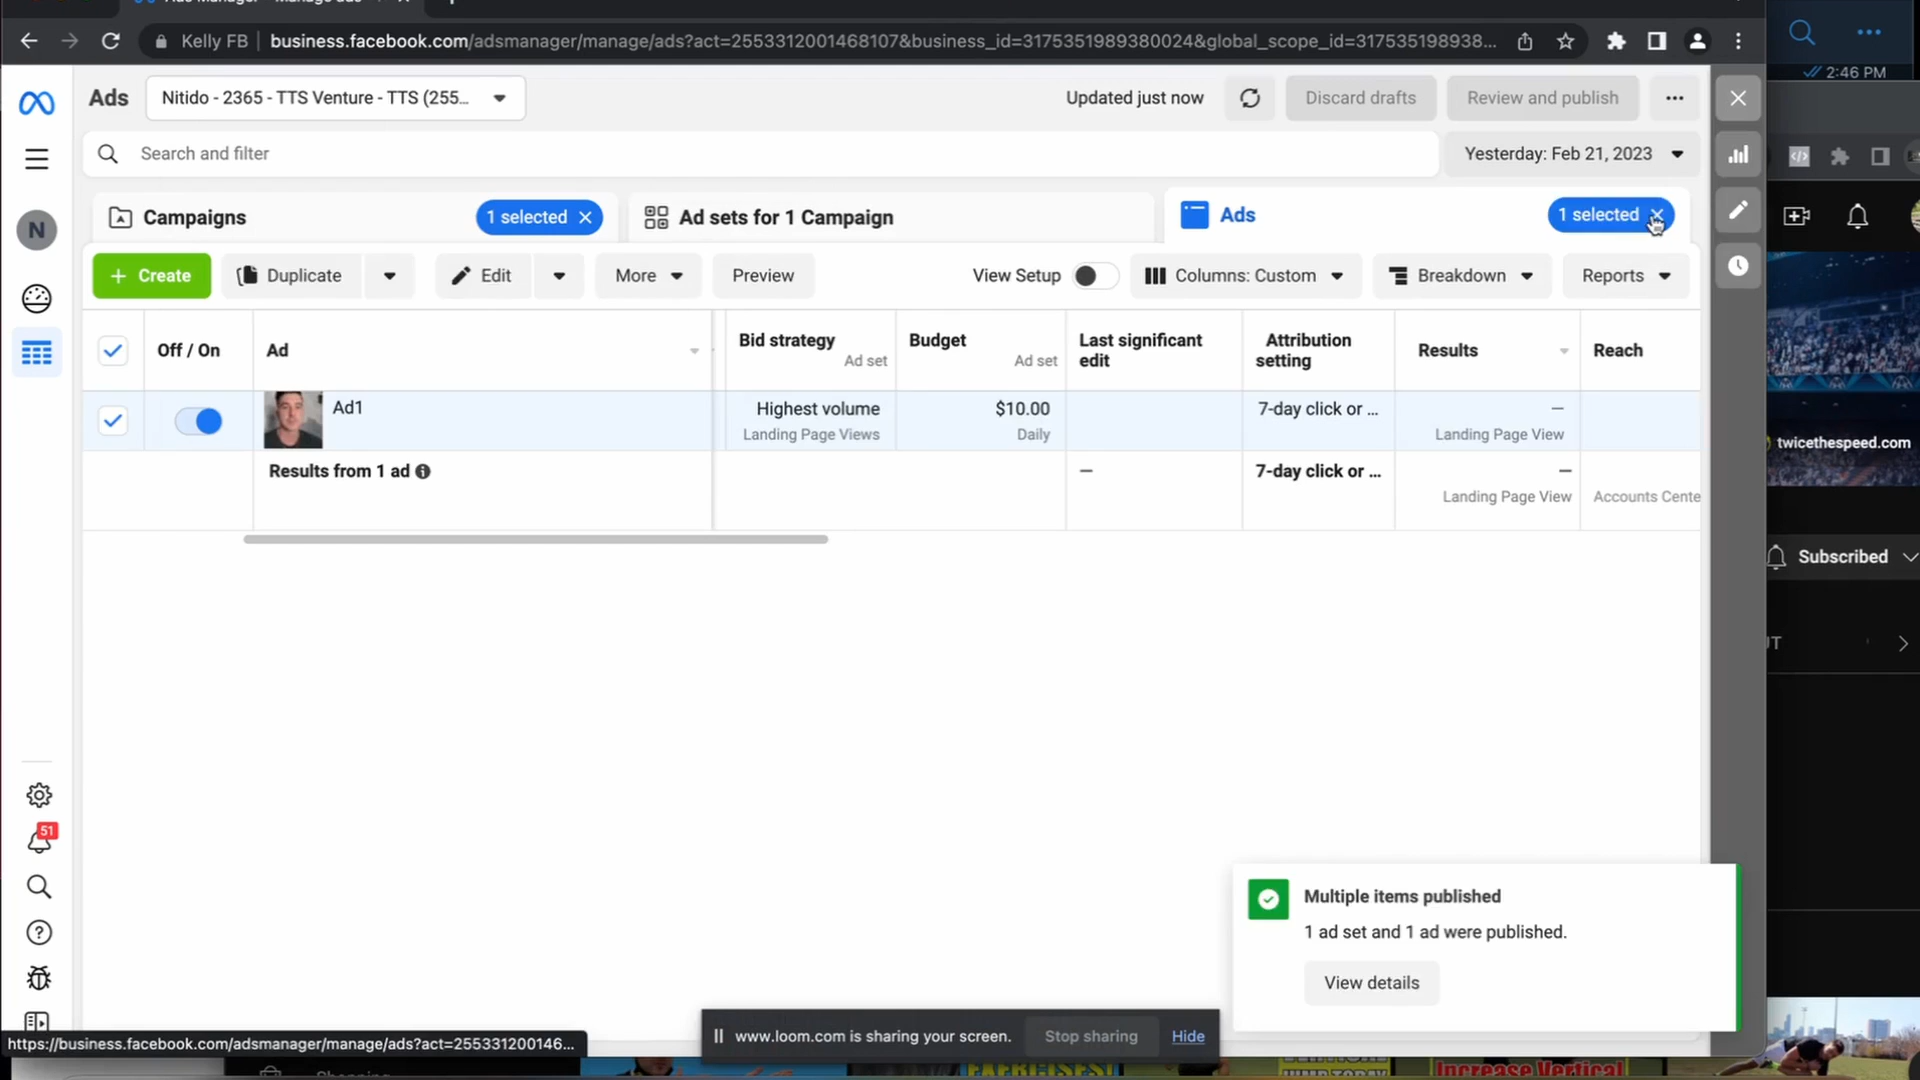 Kelly FB
business.facebook.com/adsmanager/manage/ads?act=2553312001468107&business_id=3175351989380024&global_scope_id=317535198938...
2:46 PM
Ads
Nitido - 2365 - TTS Venture - TTS (255...
Updated just now
Discard drafts
Review and publish
Search and filter
Yesterday: Feb 21, 2023
Campaigns
1 selected
Ad sets for 1 Campaign
Ads
1 selected
N
+ Create
Duplicate
Edit
More
Preview
View Setup
Columns: Custom
Breakdown
Reports
Off / On
Ad
Bid strategy
Ad set
Budget
Ad set
Last significant
edit
Attribution
setting
Results
Reach
Ad1
Highest volume
Landing Page Views
$10.00
Daily
7-day click or ...
—
Landing Page View
Results from 1 ad
—
7-day click or ...
—
Landing Page View
Accounts Cente
twicethespeed.com
Subscribed
51
Multiple items published
1 ad set and 1 ad were published.
View details
www.loom.com is sharing your screen.
Stop sharing
Hide
https://business.facebook.com/adsmanager/manage/ads?act=255331200146...
EXERCISES!
Increase Vertical